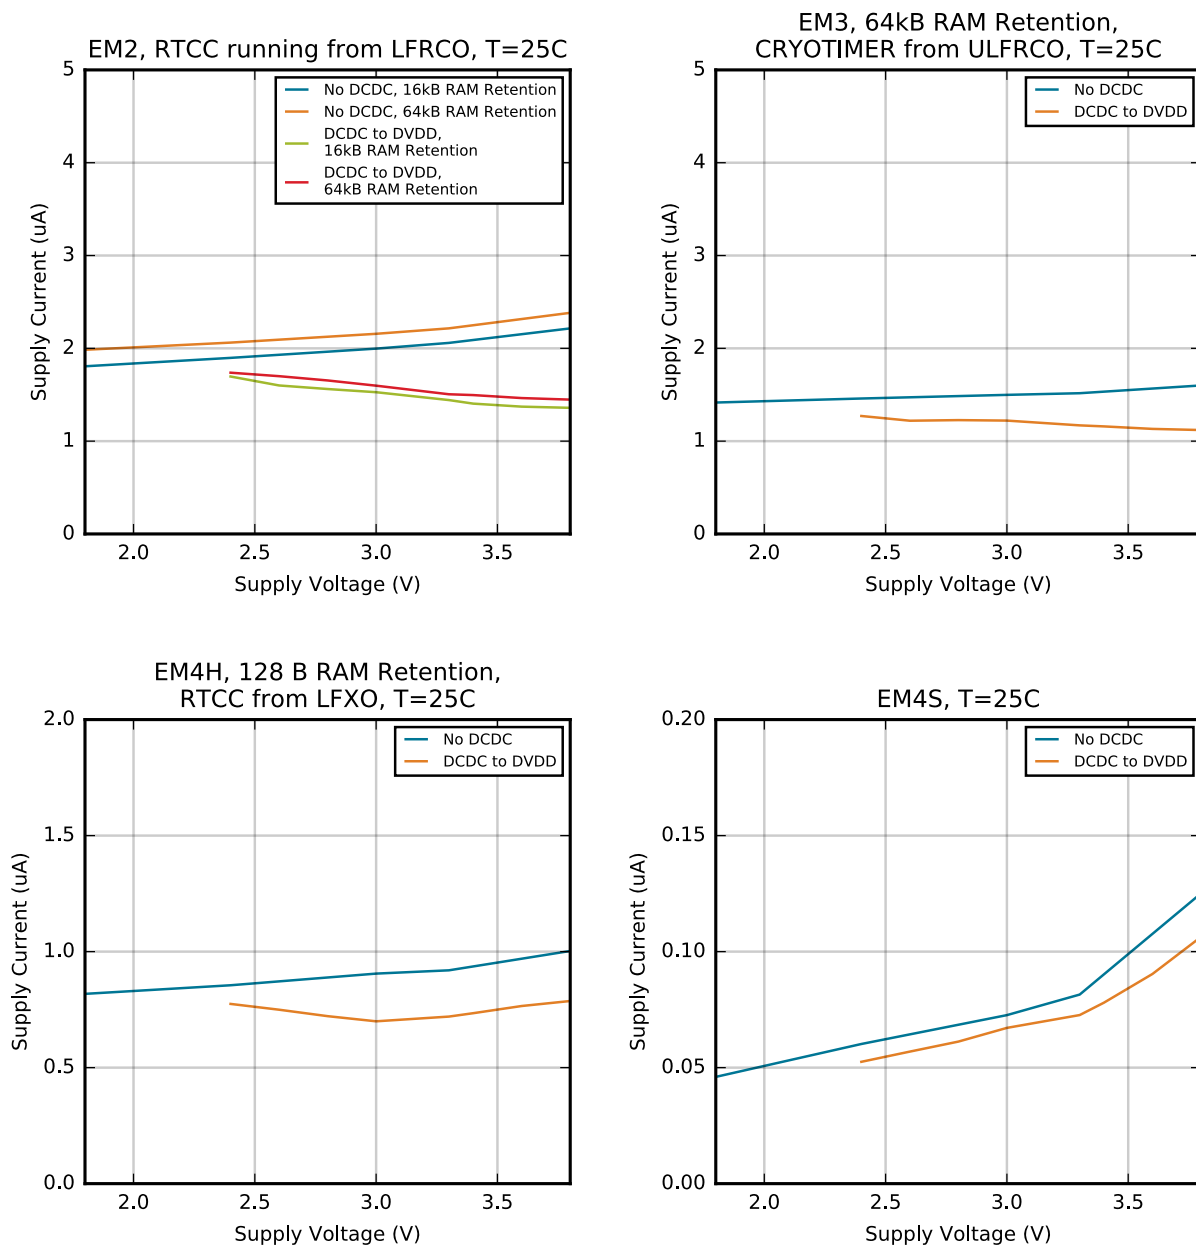 EM2, RTCC running from LFRCO, T=25C
5
4
3
2
1
0
Supply Current (uA)
No DCDC, 16kB RAM Retention
No DCDC, 64kB RAM Retention
DCDC to DVDD,
16kB RAM Retention
DCDC to DVDD,
64kB RAM Retention
2.0
2.5
3.0
3.5
Supply Voltage (V)
EM3, 64kB RAM Retention,
CRYOTIMER from ULFRCO, T=25C
5
4
3
2
1
0
Supply Current (uA)
No DCDC
DCDC to DVDD
2.0
2.5
3.0
3.5
Supply Voltage (V)
EM4H, 128 B RAM Retention,
RTCC from LFXO, T=25C
2.0
1.5
1.0
0.5
0.0
Supply Current (uA)
No DCDC
DCDC to DVDD
2.0
2.5
3.0
3.5
Supply Voltage (V)
EM4S, T=25C
0.20
0.15
0.10
0.05
0.00
Supply Current (uA)
No DCDC
DCDC to DVDD
2.0
2.5
3.0
3.5
Supply Voltage (V)